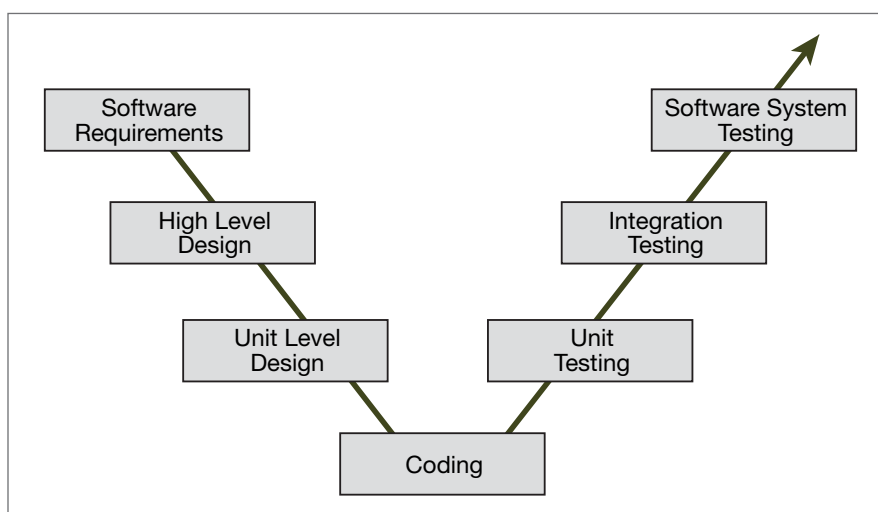 Software
Requirements
Software System
Testing
High Level
Design
Integration
Testing
Unit Level
Design
Unit
Testing
Coding